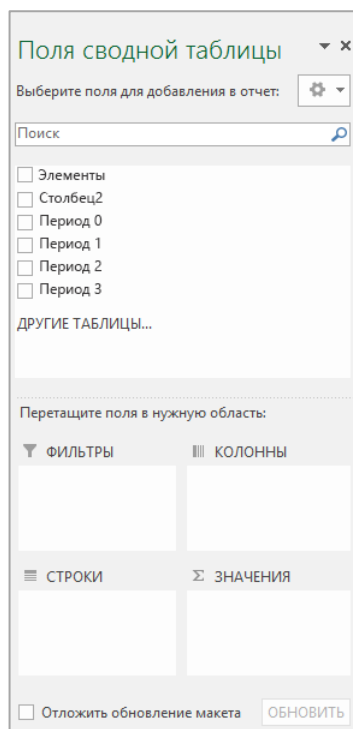 Поля сводной таблицы
Выберите поля для добавления в отчет:
Поиск
Элементы
Столбец2
Период 0
Период 1
Период 2
Период 3
ДРУГИЕ ТАБЛИЦЫ...
Перетащите поля в нужную область:
ФИЛЬТРЫ КОЛОННЫ
СТРОКИ Σ ЗНАЧЕНИЯ
Отложить обновление макета ОБНОВИТЬ